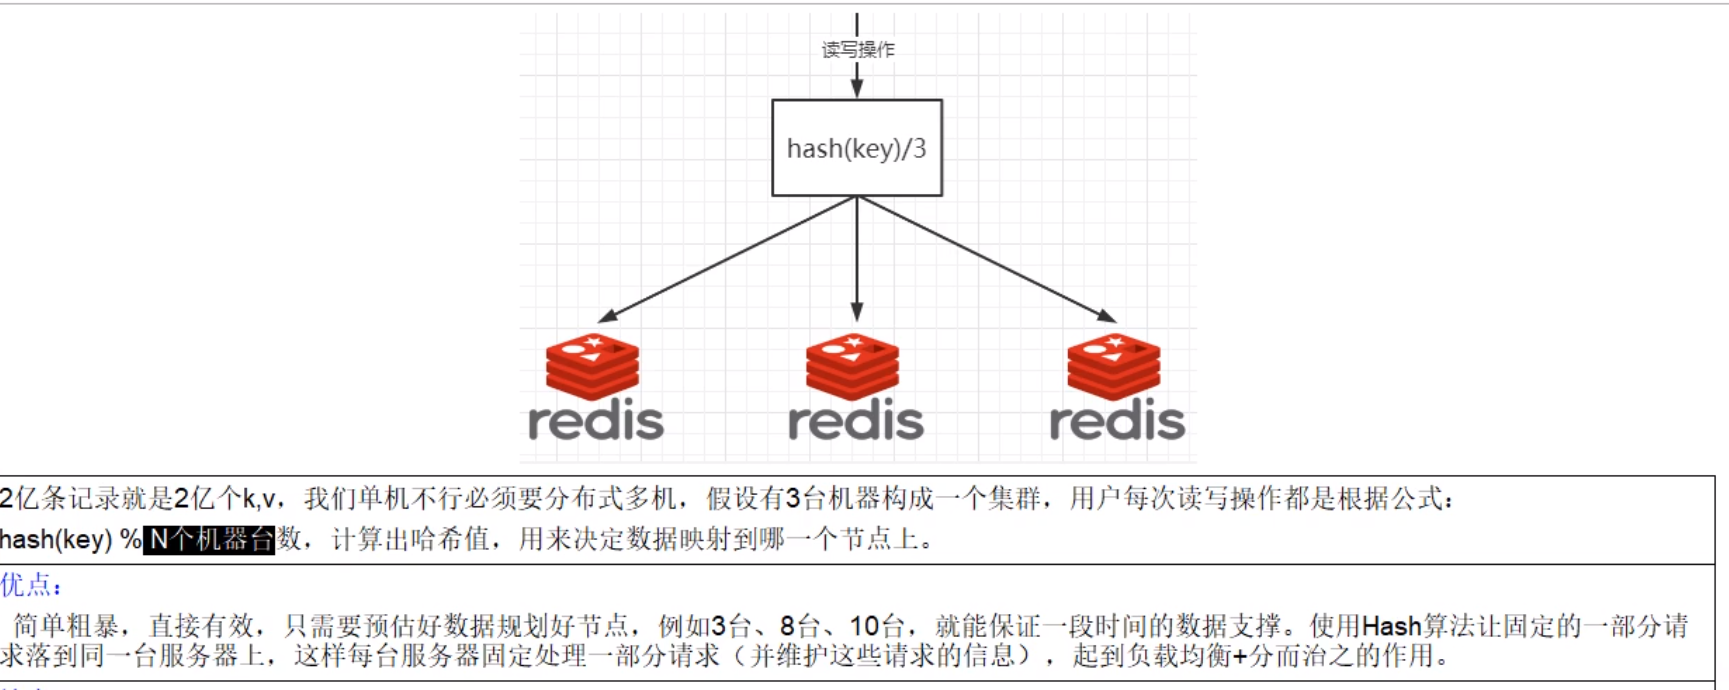 读写操作
hash(key)/3
redis redis redis
2亿条记录就是2亿个k,v，我们单机不行必须要分布式多机，假设有3台机器构成一个集群，用户每次读写操作都是根据公式：
hash(key) % N个机器台数，计算出哈希值，用来决定数据映射到哪一个节点上。
优点：
简单粗暴，直接有效，只需要预估好数据规划好节点，例如3台、8台、10台，就能保证一段时间的数据支撑。使用Hash算法让固定的一部分请
求落到同一台服务器上，这样每台服务器固定处理一部分请求（并维护这些请求的信息），起到负载均衡+分而治之的作用。